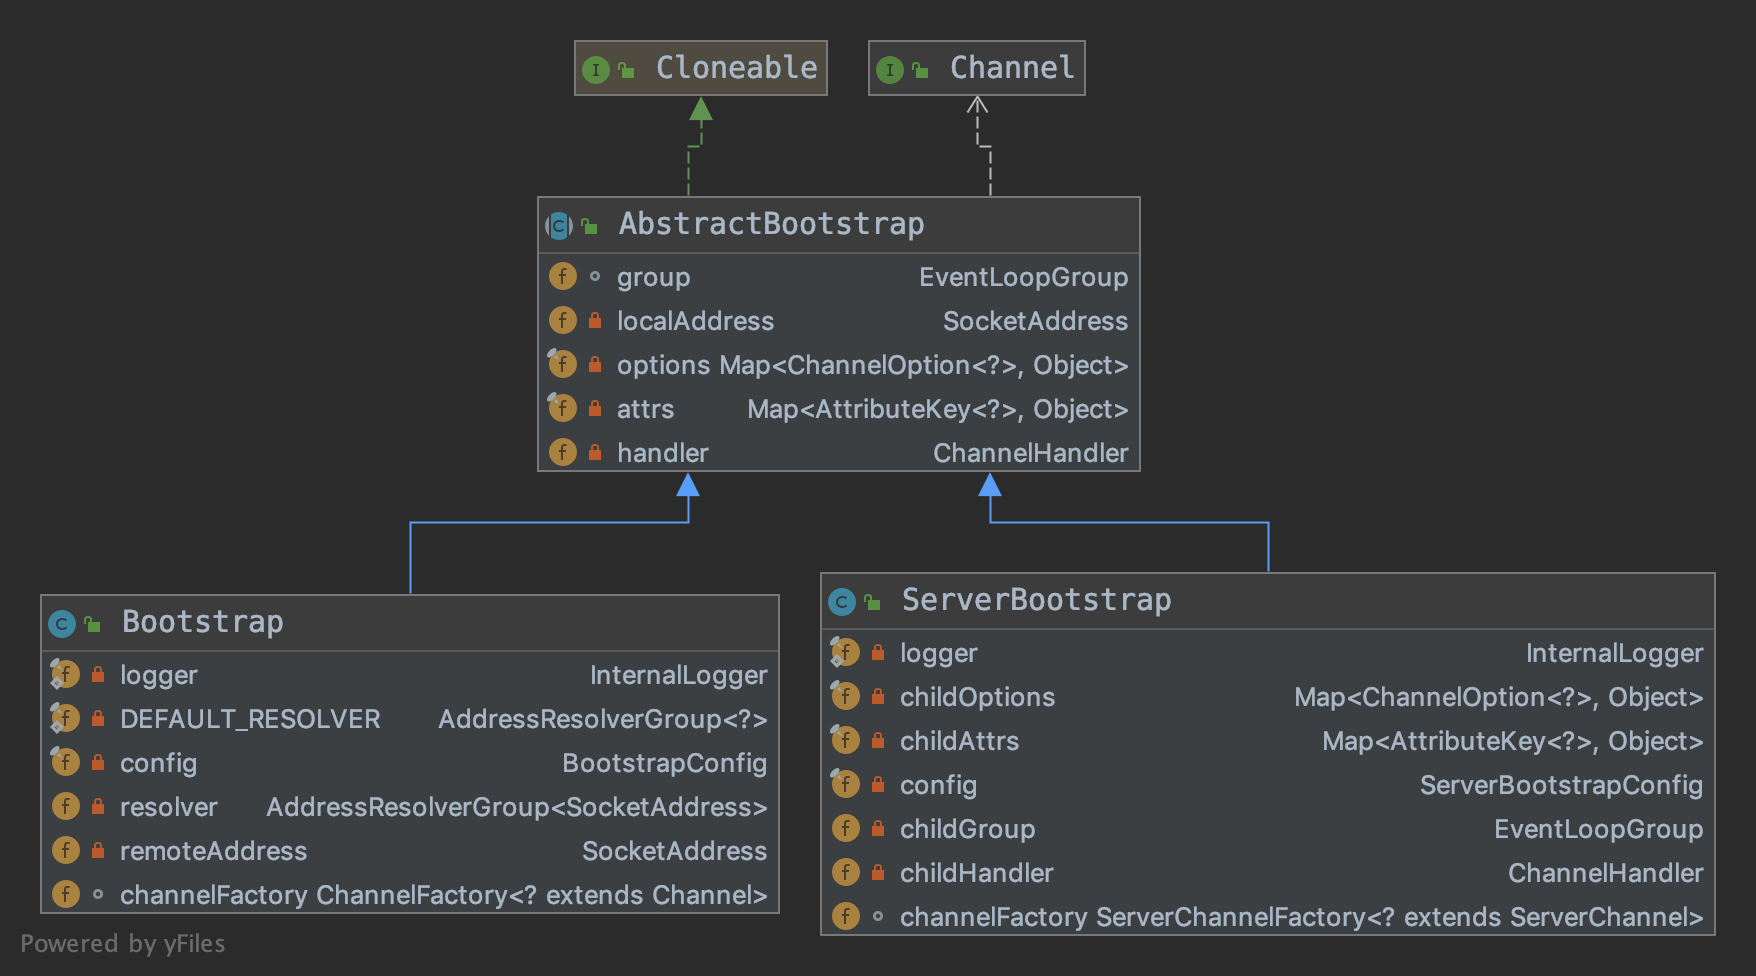 Cloneable
Channel
AbstractBootstrap
group EventLoopGroup
localAddress SocketAddress
options Map<ChannelOption<?>, Object>
attrs Map<AttributeKey<?>, Object>
handler ChannelHandler
Bootstrap
logger InternalLogger
DEFAULT_RESOLVER AddressResolverGroup<?>
config BootstrapConfig
resolver AddressResolverGroup<SocketAddress>
remoteAddress SocketAddress
channelFactory ChannelFactory<? extends Channel>
ServerBootstrap
logger InternalLogger
childOptions Map<ChannelOption<?>, Object>
childAttrs Map<AttributeKey<?>, Object>
config ServerBootstrapConfig
childGroup EventLoopGroup
childHandler ChannelHandler
channelFactory ServerChannelFactory<? extends ServerChannel>
Powered by yFiles